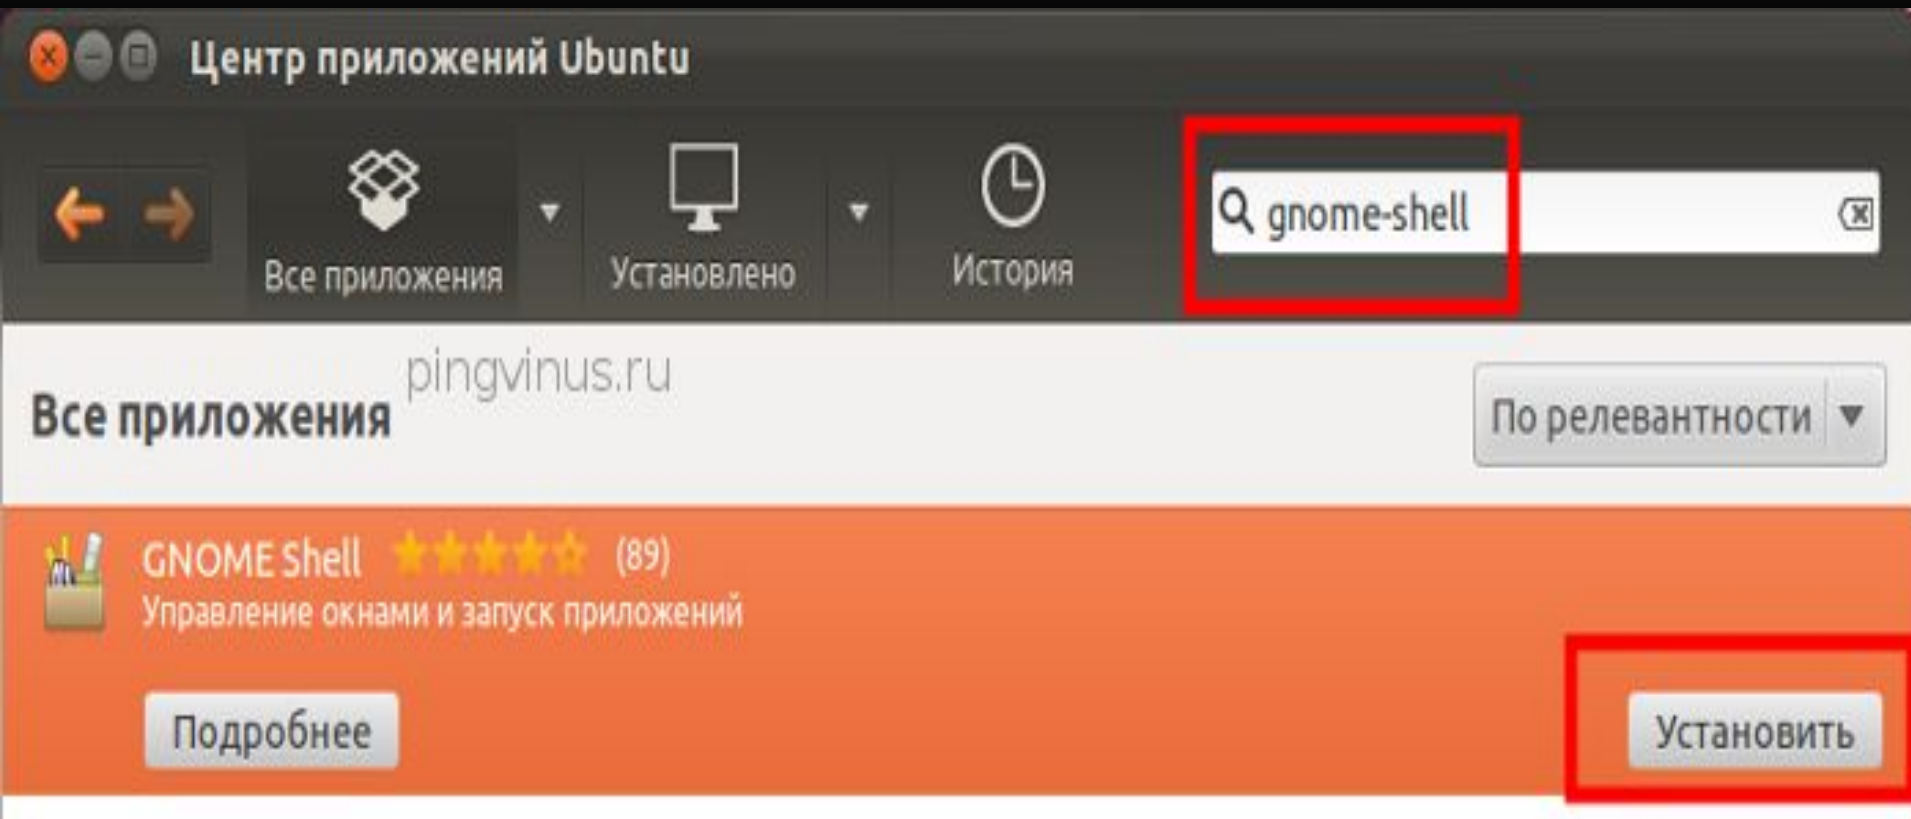 Центр приложений Ubuntu
Все приложения
Установлено
История
gnome-shell
pingvinus.ru
Все приложения
По релевантности
GNOME Shell (89)
Управление окнами и запуск приложений
Подробнее
Установить